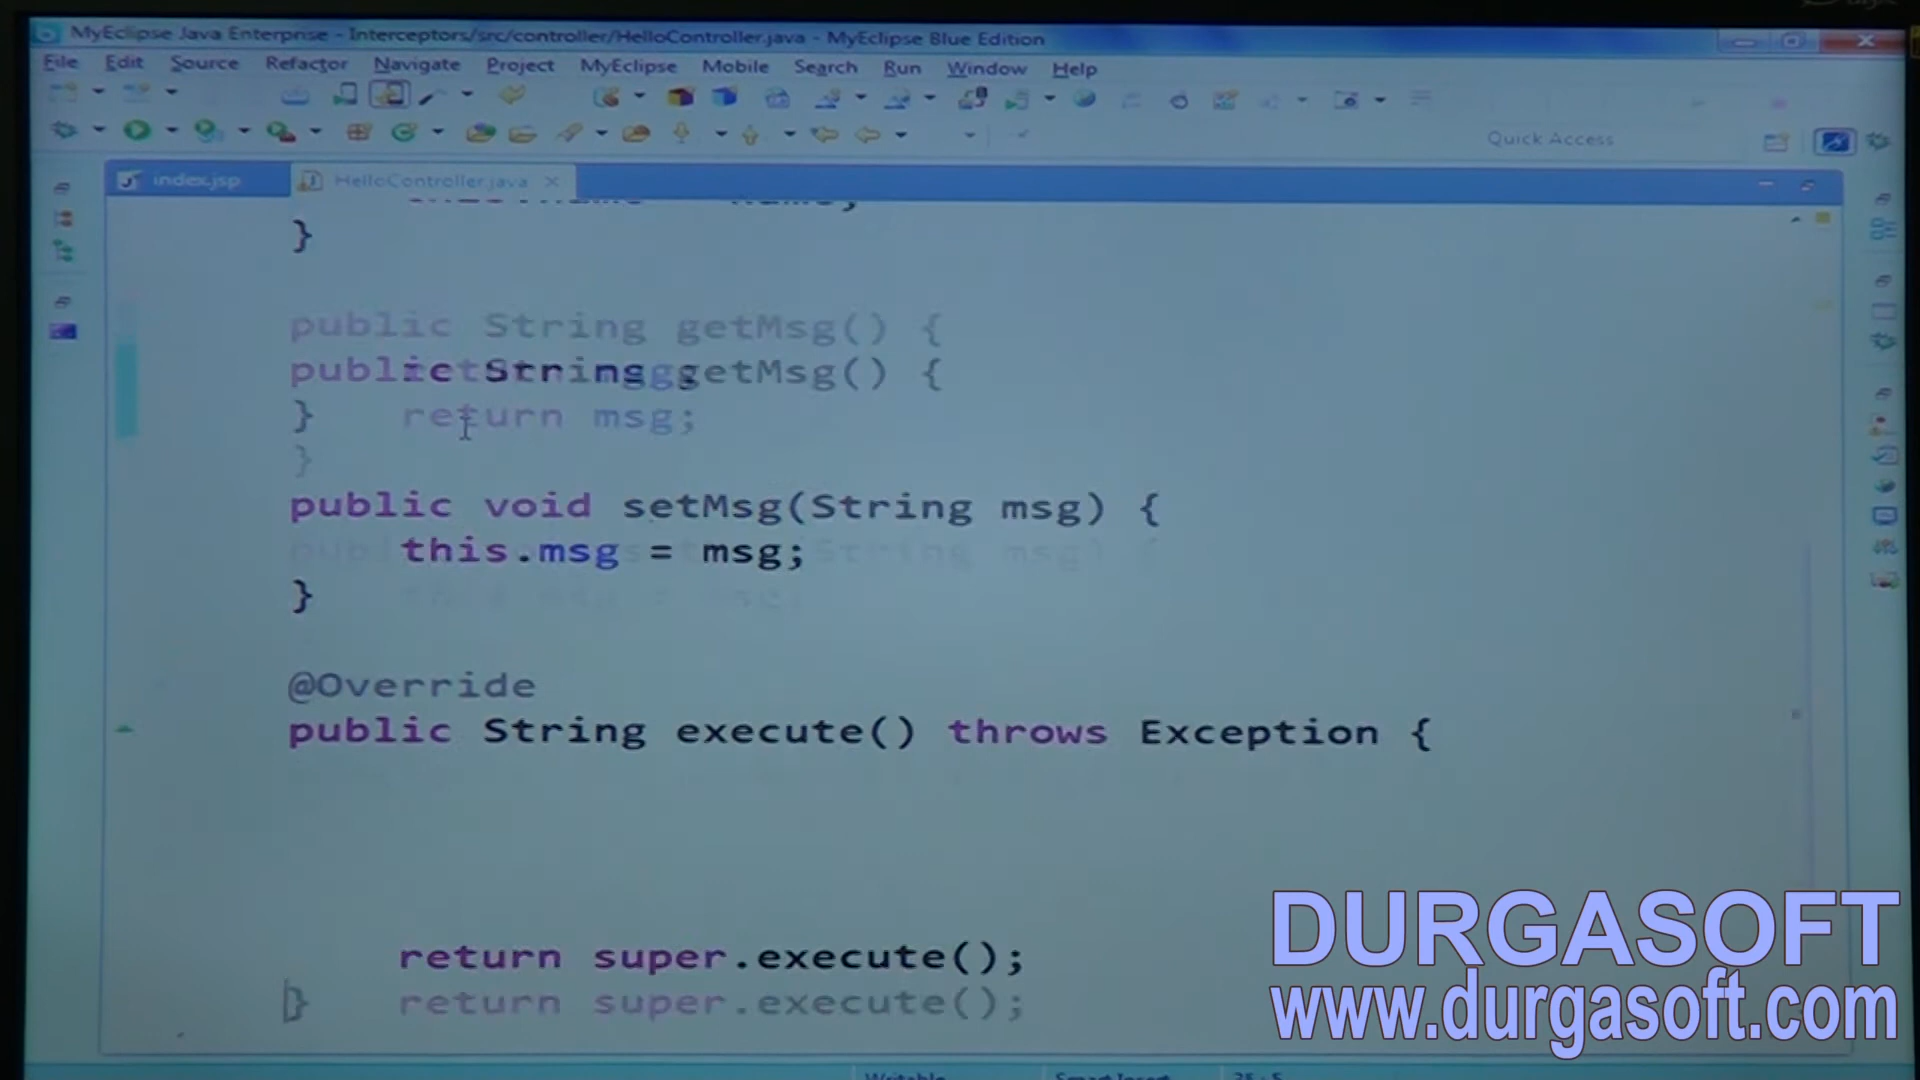 MyEclipse Java Enterprise - Interceptors/src/controller/HelloController.java - MyEclipse Blue Edition
File Edit Source Refactor Navigate Project MyEclipse Mobile Search Run Window Help
Quick Access
index.jsp HelloController.java
}
public String getMsg() {
public String getMsg() {
} return msg;
}
public void setMsg(String msg) {
this.msg = msg;
}
@Override
public String execute() throws Exception {
return super.execute();
} return super.execute();
DURGASOFT
www.durgasoft.com